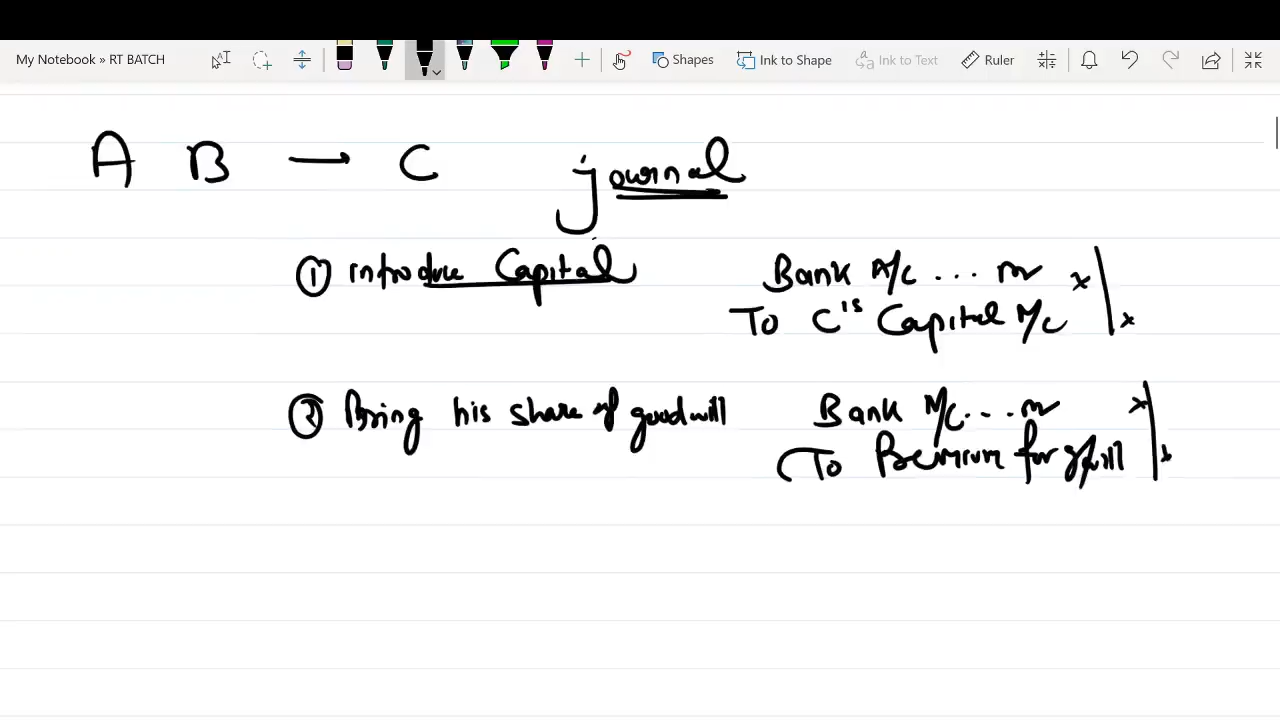 My Notebook » RT BATCH
Shapes
Ink to Shape
Ink to Text
Ruler
A B → C journal
① introduce Capital
Bank A/c ... Dr x
To C's Capital A/c x
② Bring his share of goodwill
Bank A/c... Dr x
To Premium for g/will x